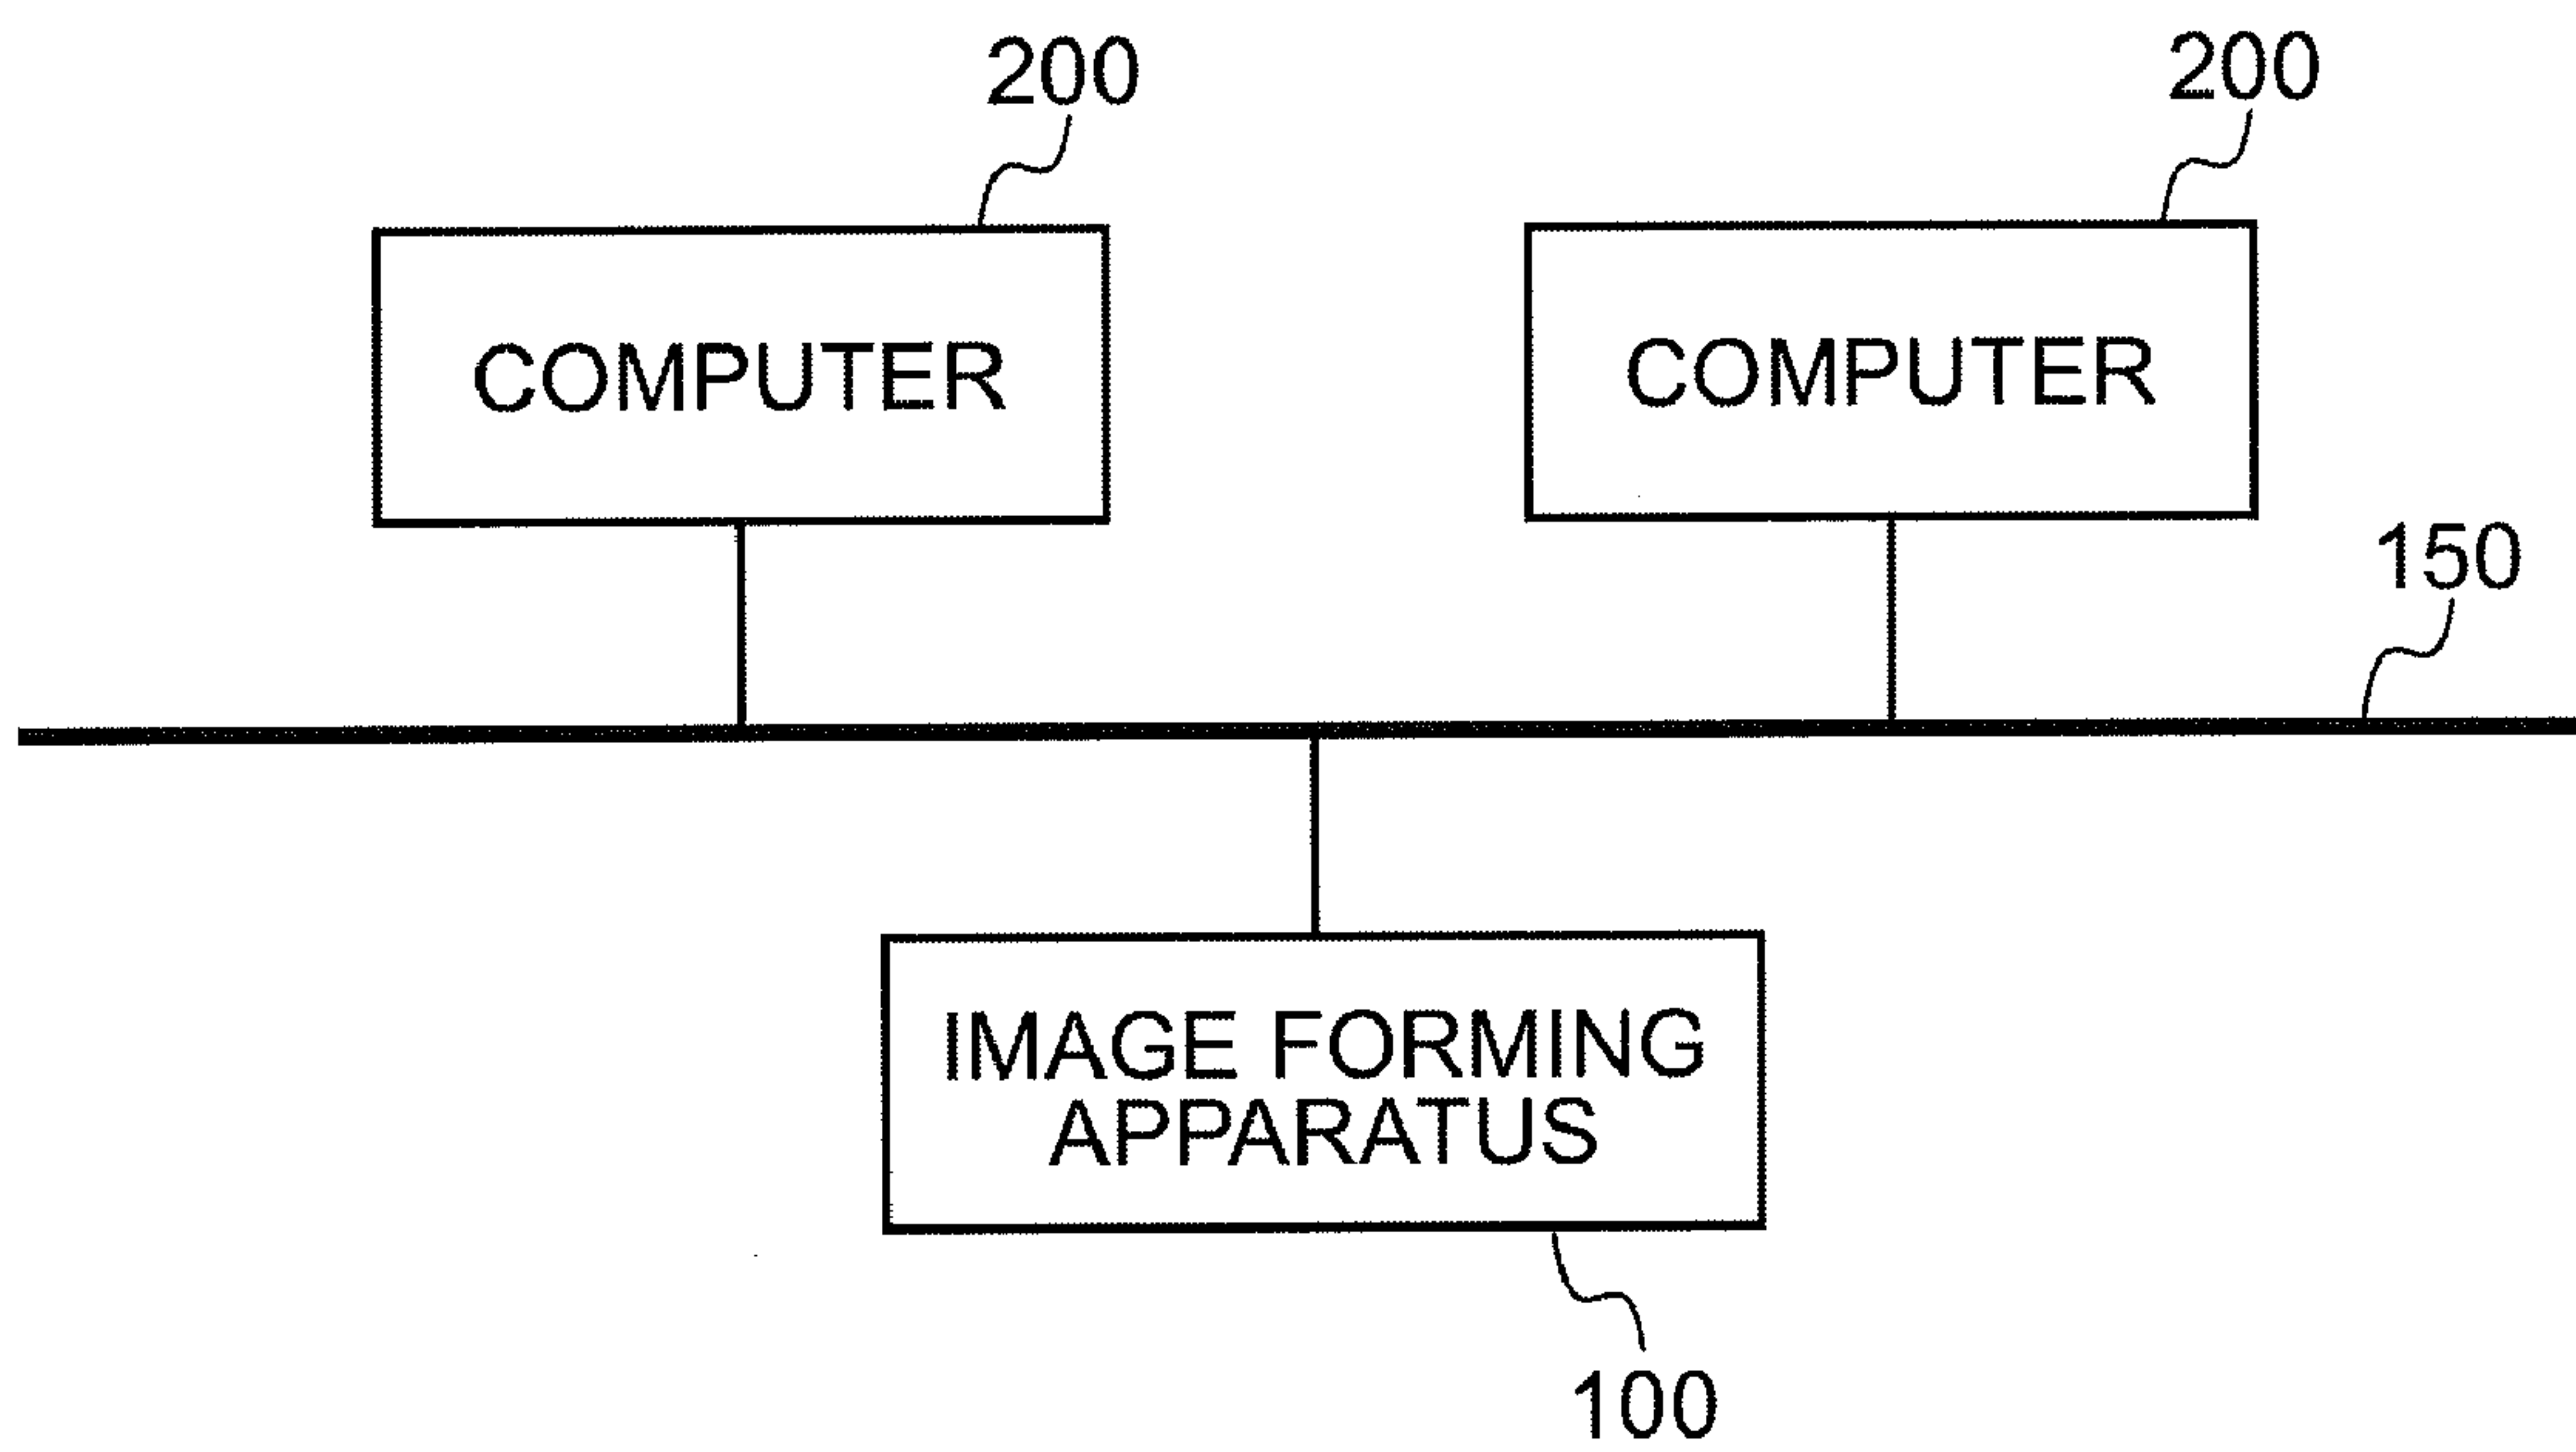 200
200
COMPUTER
COMPUTER
150
IMAGE FORMING
APPARATUS
100